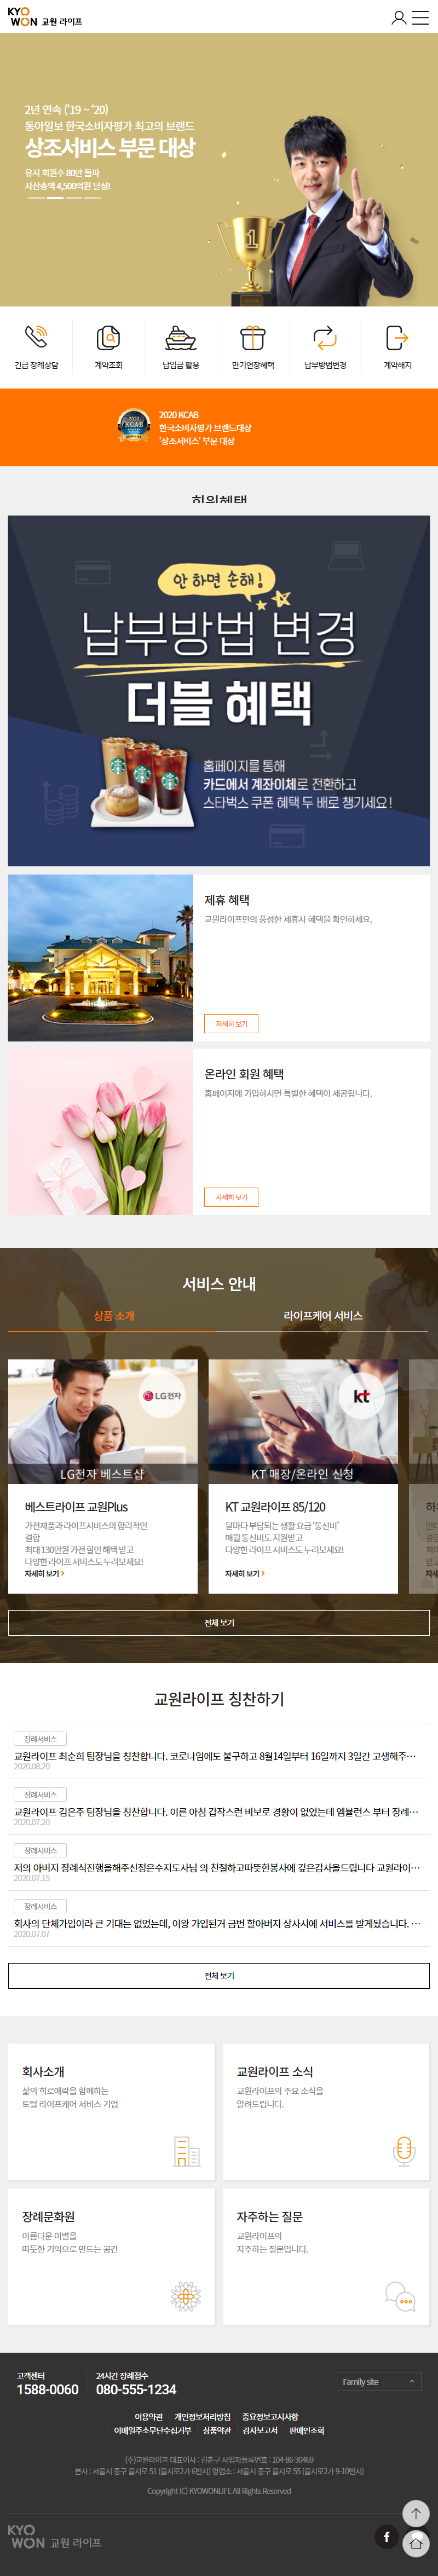 KYO
WON 교원 라이프
2년 연속 ('19 ~ '20)
동아일보 한국소비자평가 최고의 브랜드
상조서비스 부문 대상
유지 회원수 80만 돌파
자산총액 4,500억원 달성!
1
긴급 장례상담
계약조회
납입금 활용
만기연장혜택
납부방법변경
계약해지
2020
KCAB
2020 KCAB
한국소비자평가 브랜드대상
'상조서비스' 부문 대상
회원혜택
안 하면 손해!
납부방법 변경
더블 혜택
홈페이지를 통해
카드에서 계좌이체로 전환하고
스타벅스 쿠폰 혜택 두 배로 챙기세요!
제휴 혜택
교원라이프만의 풍성한 제휴사 혜택을 확인하세요.
자세히 보기
온라인 회원 혜택
홈페이지에 가입하시면 특별한 혜택이 제공됩니다.
자세히 보기
서비스 안내
상품 소개
라이프케어 서비스
LG전자
LG전자 베스트샵
베스트라이프 교원Plus
가전제품과 라이프서비스의 합리적인
결합
최대 130만원 가전 할인 혜택 받고
다양한 라이프 서비스도 누려보세요!
자세히 보기 >
kt
KT 매장/온라인 신청
KT 교원라이프 85/120
달마다 부담되는 생활 요금 '통신비'
매월 통신비도 지원받고
다양한 라이프 서비스도 누려보세요!
자세히 보기 >
전체 보기
교원라이프 칭찬하기
장례서비스
교원라이프 최순희 팀장님을 칭찬합니다. 코로나임에도 불구하고 8월14일부터 16일까지 3일간 고생해주…
2020.08.20
장례서비스
교원라이프 김은주 팀장님을 칭찬합니다. 이른 아침 갑작스런 비보로 경황이 없었는데 엠뷸런스 부터 장례…
2020.07.20
장례서비스
저의 아버지 장례식진행을해주신정은수지도사님 의 친절하고따뜻한봉사에 깊은감사을드립니다 교원라이…
2020.07.15
장례서비스
회사의 단체가입이라 큰 기대는 없었는데, 이왕 가입된거 금번 할아버지 상사시에 서비스를 받게됬습니다. …
2020.07.07
전체 보기
회사소개
삶의 희로애락을 함께하는
토털 라이프케어 서비스 기업
교원라이프 소식
교원라이프의 주요 소식을
알려드립니다.
장례문화원
아름다운 이별을
따듯한 기억으로 만드는 공간
자주하는 질문
교원라이프의
자주하는 질문입니다.
고객센터
1588-0060
24시간 장례접수
080-555-1234
Family site
이용약관 개인정보처리방침 중요정보고시사항
이메일주소무단수집거부 상품약관 감사보고서 판매인조회
(주)교원라이프 대표이사 : 김춘구 사업자등록번호 : 104-86-30469
본사 : 서울시 중구 을지로 51 (을지로2가 6번지) 영업소 : 서울시 중구 을지로 55 (을지로2가 9-10번지)
Copyright (C) KYOWONLIFE All Rights Reserved
KYO
WON 교원 라이프
f